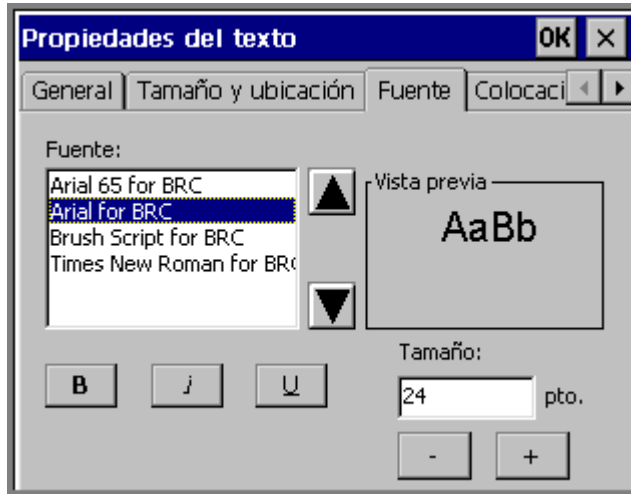 Propiedades del texto OK
General Tamaño y ubicación Fuente Colocaci
Fuente:
Arial 65 for BRC
Arial for BRC
Brush Script for BRC
Times New Roman for BR
Vista previa
AaBb
Tamaño:
24 pto.
B i U
- +